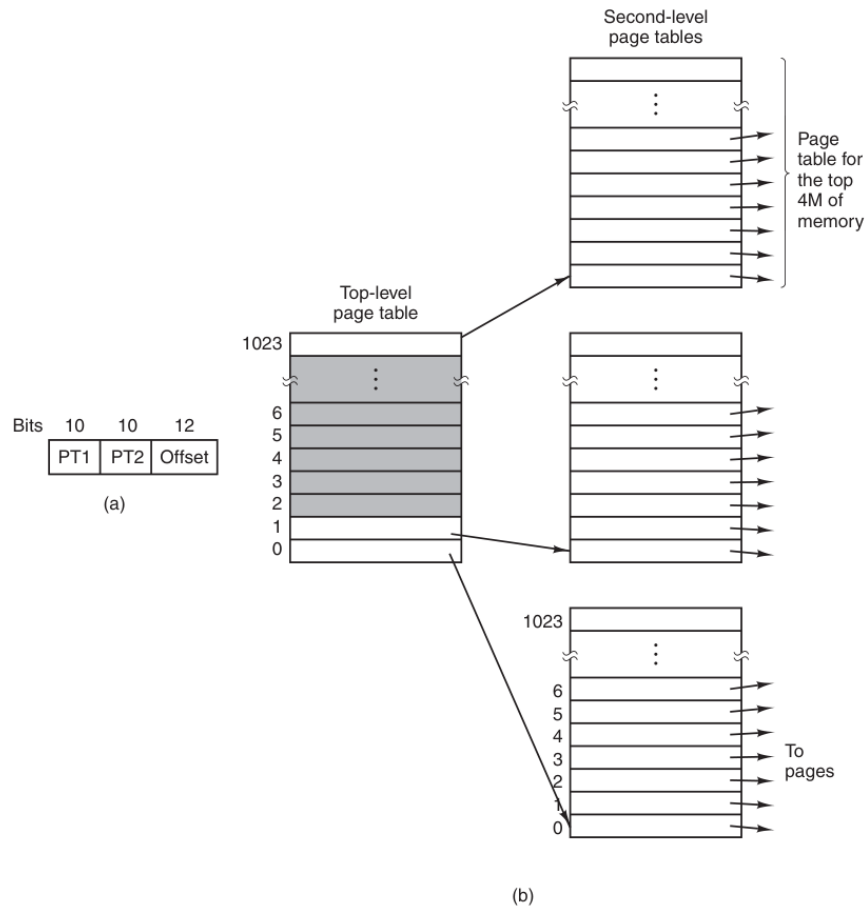 Second-level
page tables
Page
table for
the top
4M of
memory
Top-level
page table
1023
6
5
4
3
2
1
0
Bits 10 10 12
PT1 PT2 Offset
(a)
1023
6
5
4
3
2
1
0
To
pages
(b)